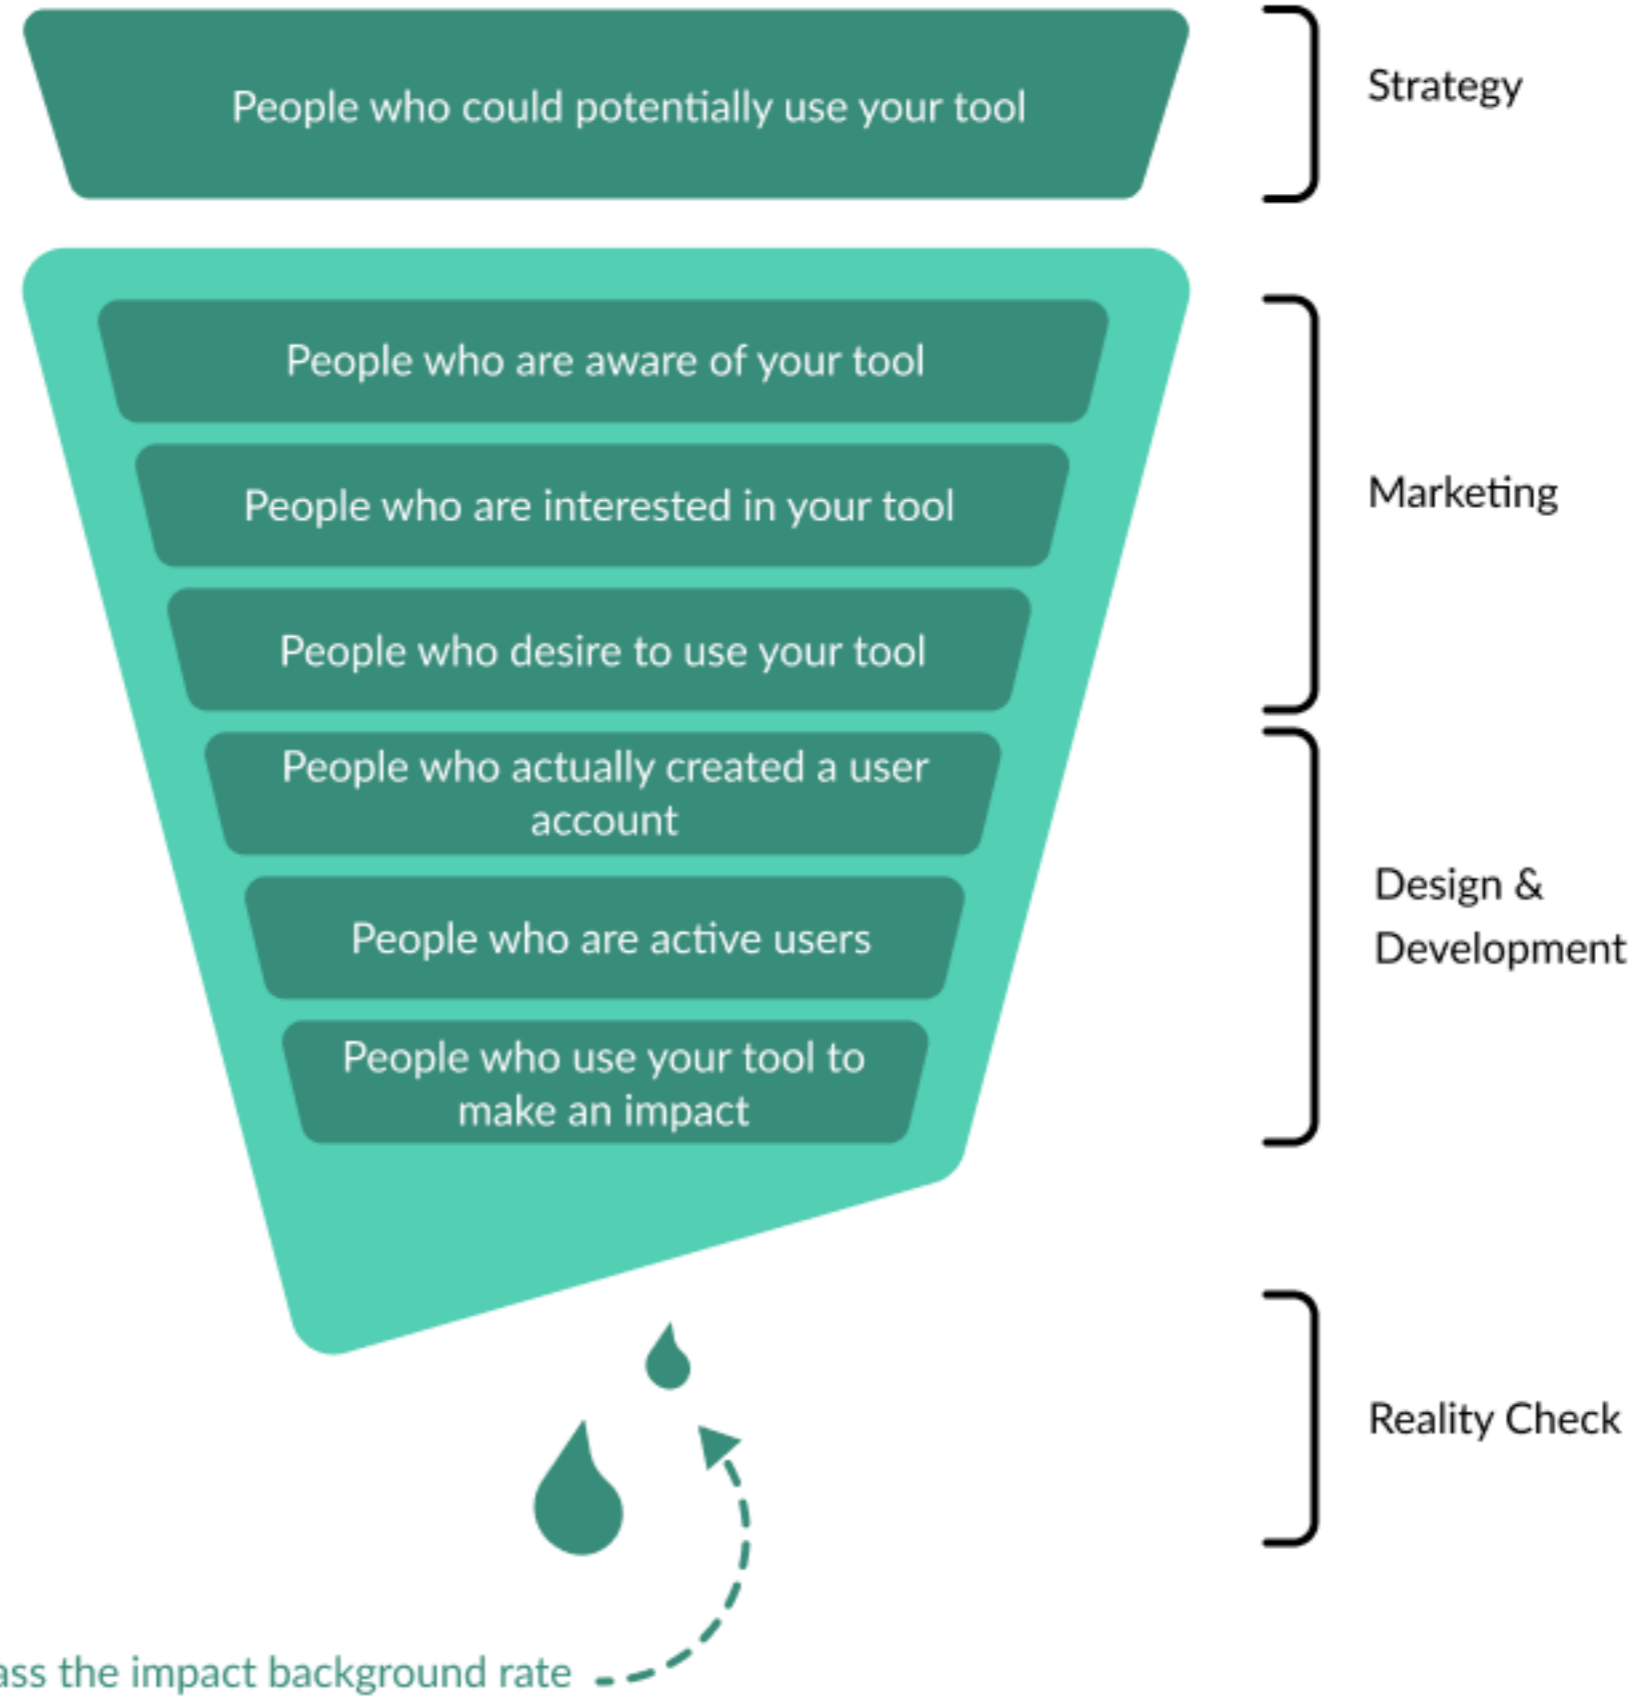 People who could potentially use your tool
Strategy
People who are aware of your tool
People who are interested in your tool
Marketing
People who desire to use your tool
People who actually created a user
account
Design &
Development
People who are active users
People who use your tool to
make an impact
Reality Check
the impact background rate